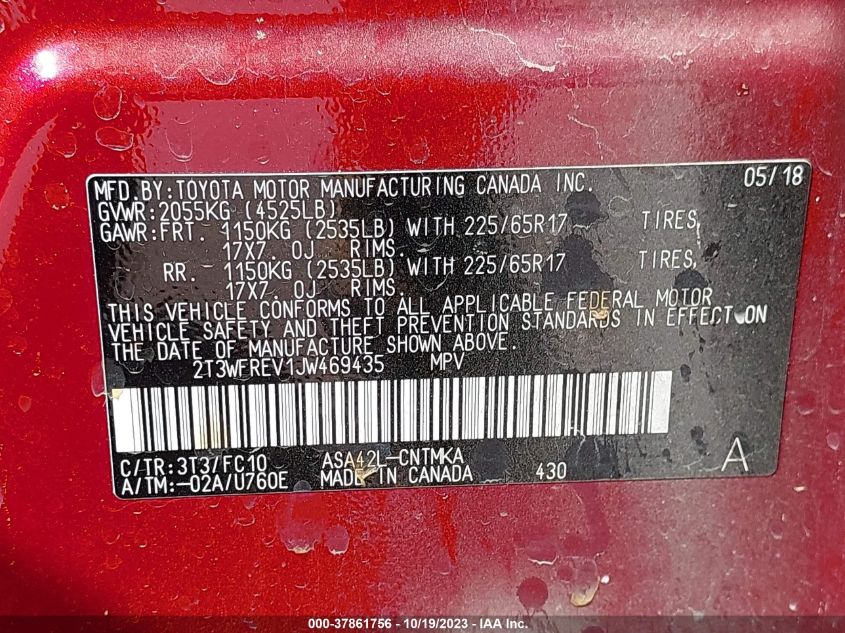 MFD.BY:TOYOTA MOTOR MANUFACTURING CANADA INC. 05/18
GVWR:2055KG (4525LB)
GAWR:FRT. 1150KG (2535LB) WITH 225/65R17 TIRES,
17X7. 0J RIMS.
RR. 1150KG (2535LB) WITH 225/65R17 TIRES,
17X7. 0J RIMS.
THIS VEHICLE CONFORMS TO ALL APPLICABLE FEDERAL MOTOR
VEHICLE SAFETY AND THEFT PREVENTION STANDARDS IN EFFECT ON
THE DATE OF MANUFACTURE SHOWN ABOVE.
2T3WFREV1JW469435 MPV
C/TR:3T3/FC10 ASA42L-CNTMKA
A/TM:-02A/U760E MADE IN CANADA 430 A
000-37861756 - 10/19/2023 - IAA Inc.